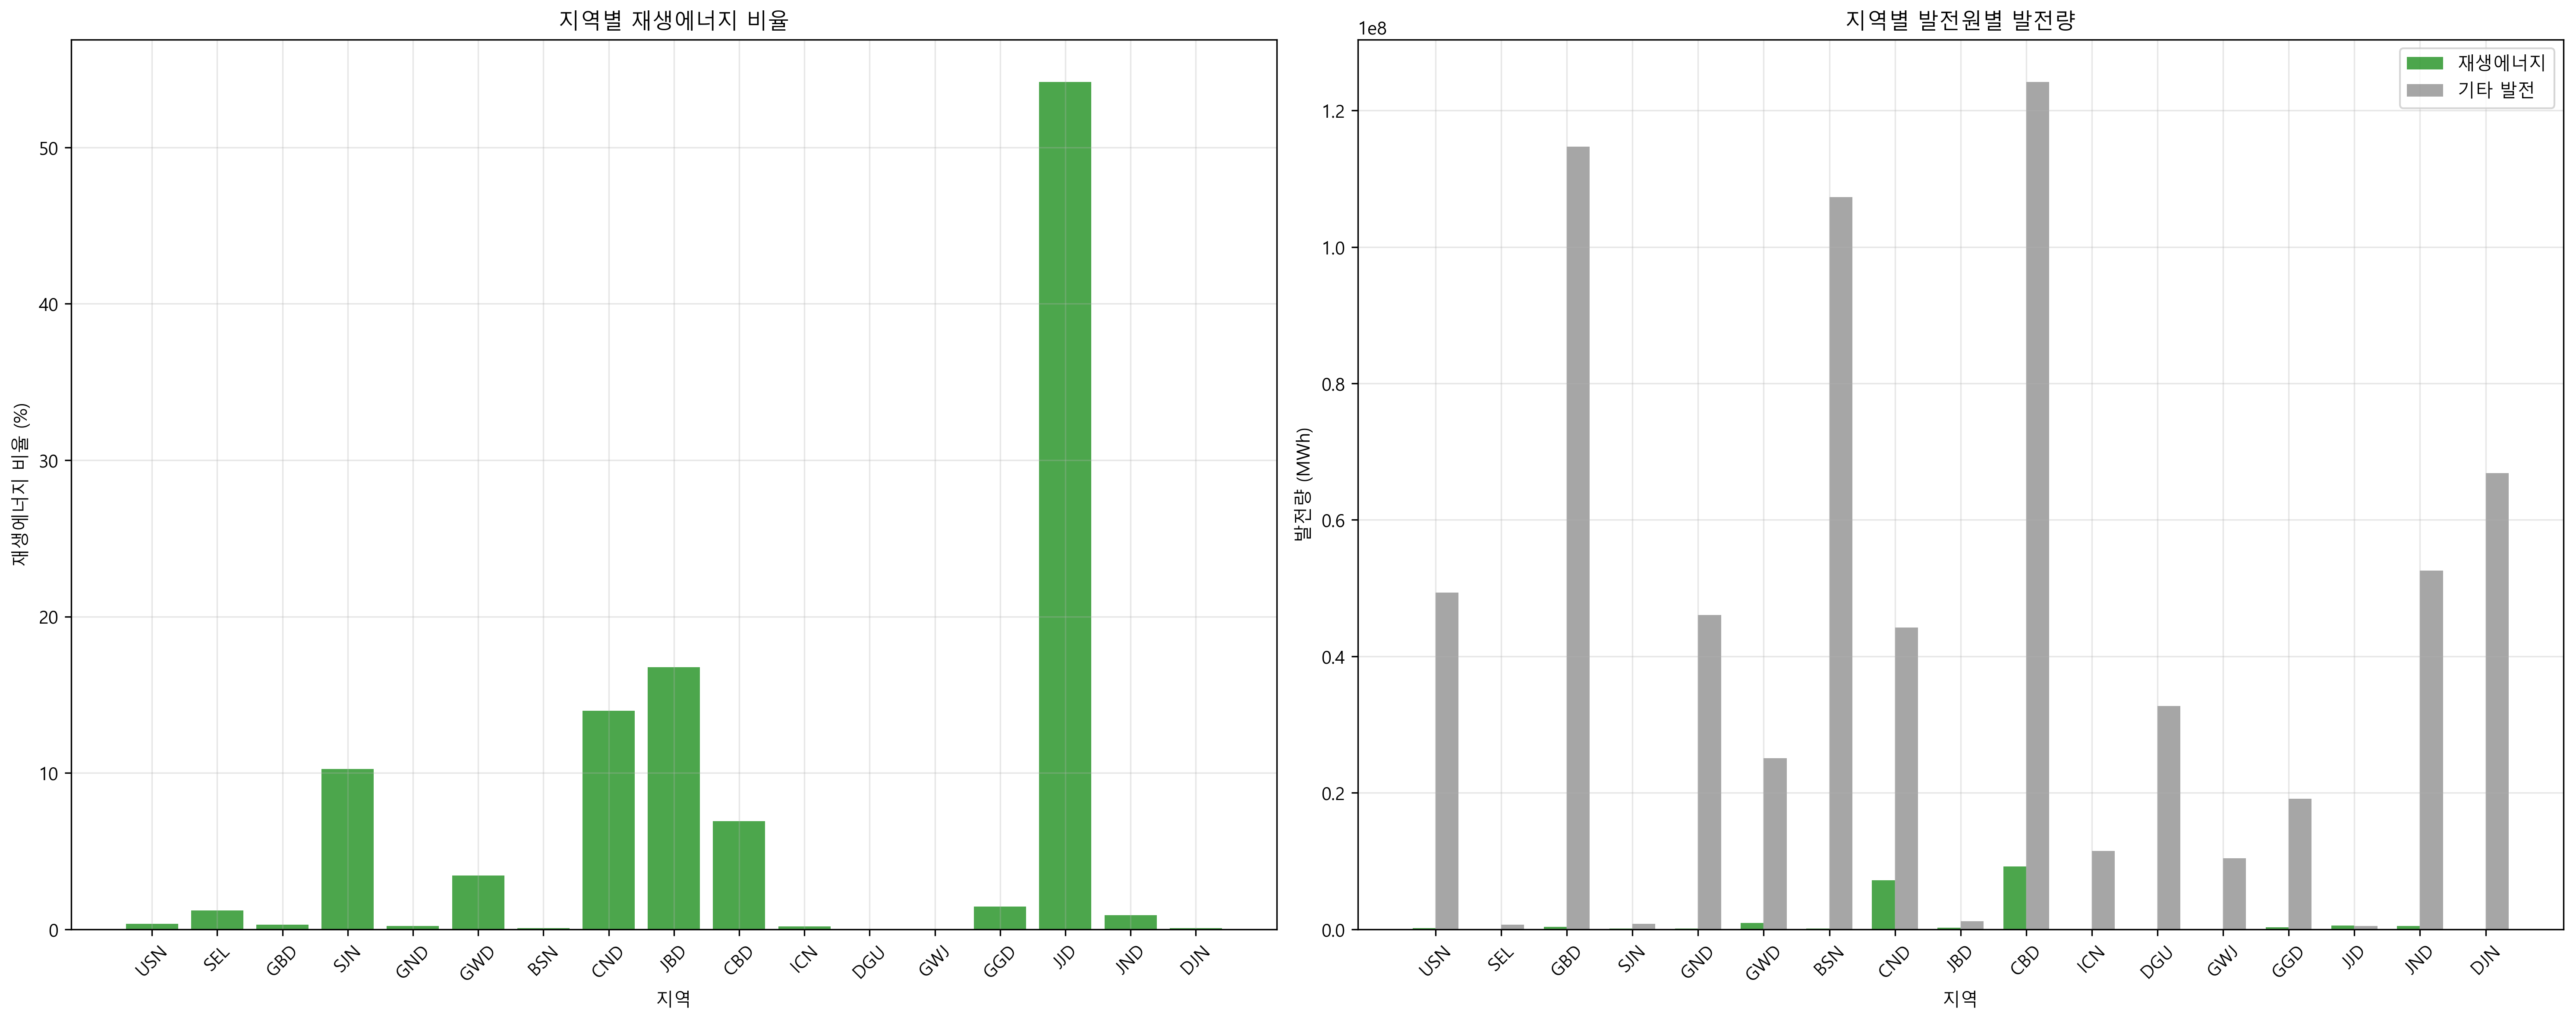 지역별 재생에너지 비율
재생에너지 비율 (%)
50
40
30
20
10
0
USN SEL GBD SJN GND GWD BSN CND JBD CBD ICN DGU GWJ GGD JJD JND DJN
지역
지역별 발전원별 발전량
1e8
재생에너지
기타 발전
발전량 (MWh)
1.2
1.0
0.8
0.6
0.4
0.2
0.0
USN SEL GBD SJN GND GWD BSN CND JBD CBD ICN DGU GWJ GGD JJD JND DJN
지역